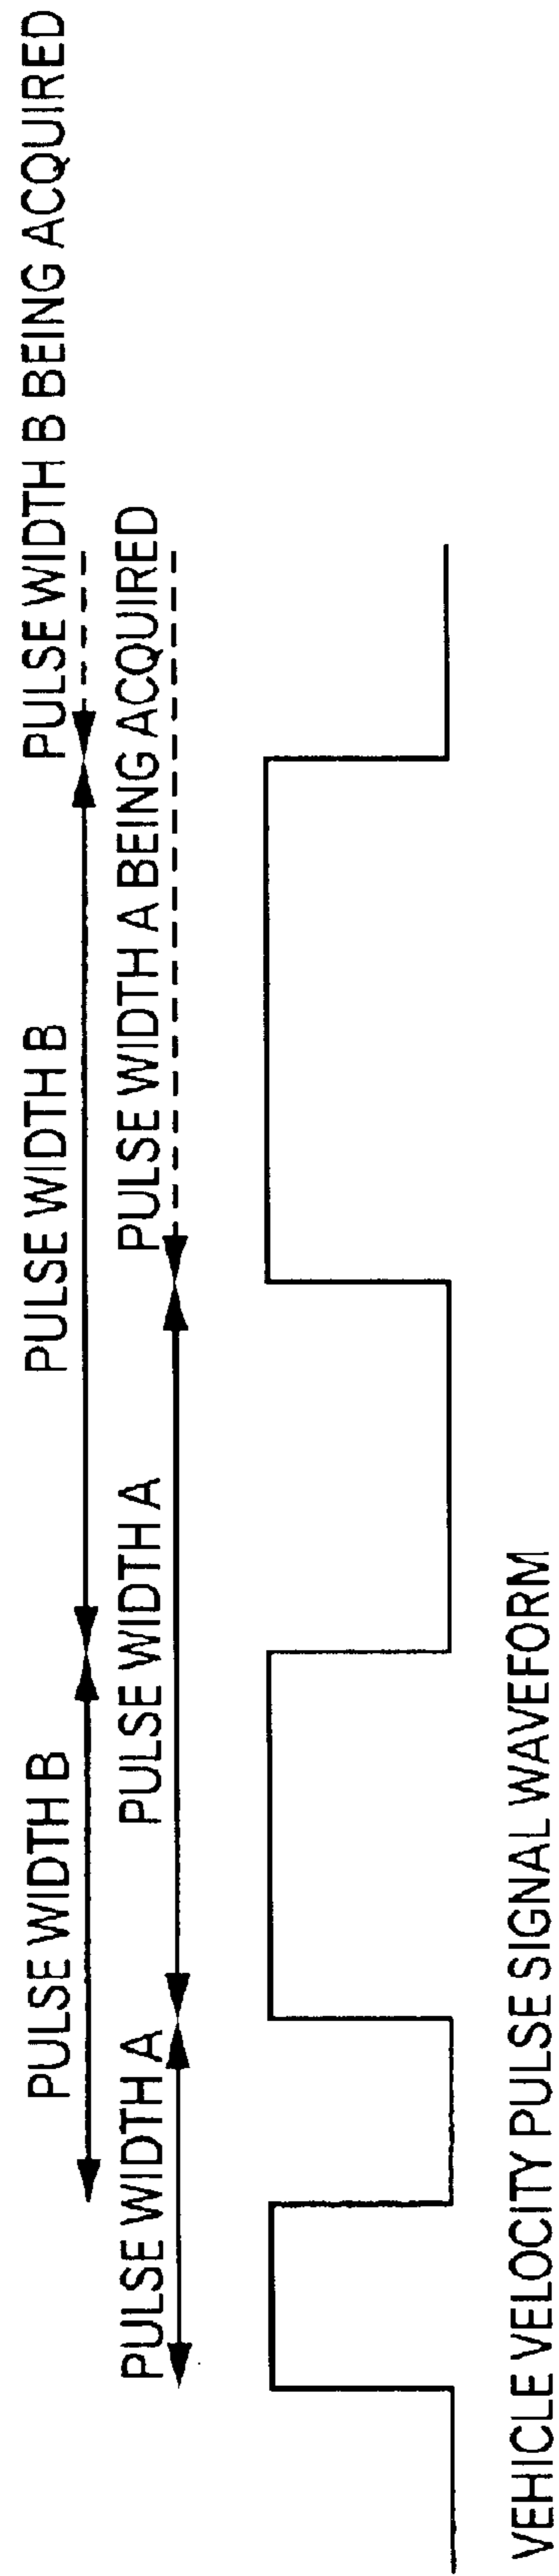 PULSE WIDTH B
PULSE WIDTH B
PULSE WIDTH B BEING ACQUIRED
PULSE WIDTH A
PULSE WIDTH A
PULSE WIDTH A BEING ACQUIRED
VEHICLE VELOCITY PULSE SIGNAL WAVEFORM